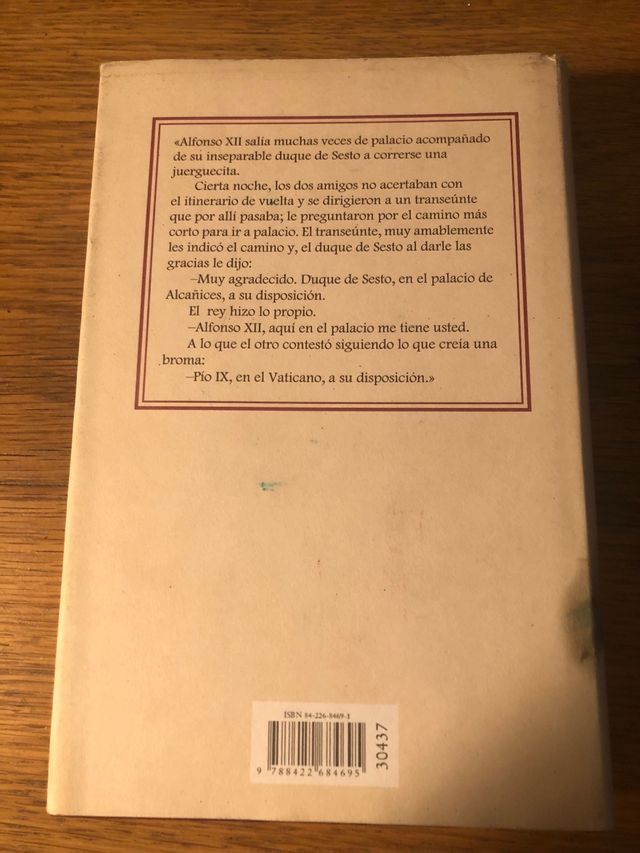 «Alfonso XII salía muchas veces de palacio acompañado
de su inseparable duque de Sesto a correrse una
juerguecita.
Cierta noche, los dos amigos no acertaban con
el itinerario de vuelta y se dirigieron a un transeúnte
que por allí pasaba; le preguntaron por el camino más
corto para ir a palacio. El transeúnte, muy amablemente
les indicó el camino y, el duque de Sesto al darle las
gracias le dijo:
–Muy agradecido. Duque de Sesto, en el palacio de
Alcañices, a su disposición.
El rey hizo lo propio.
–Alfonso XII, aquí en el palacio me tiene usted.
A lo que el otro contestó siguiendo lo que creía una
broma:
–Pío IX, en el Vaticano, a su disposición.»
ISBN 84-226-8469-1
30437
9 788422 684695